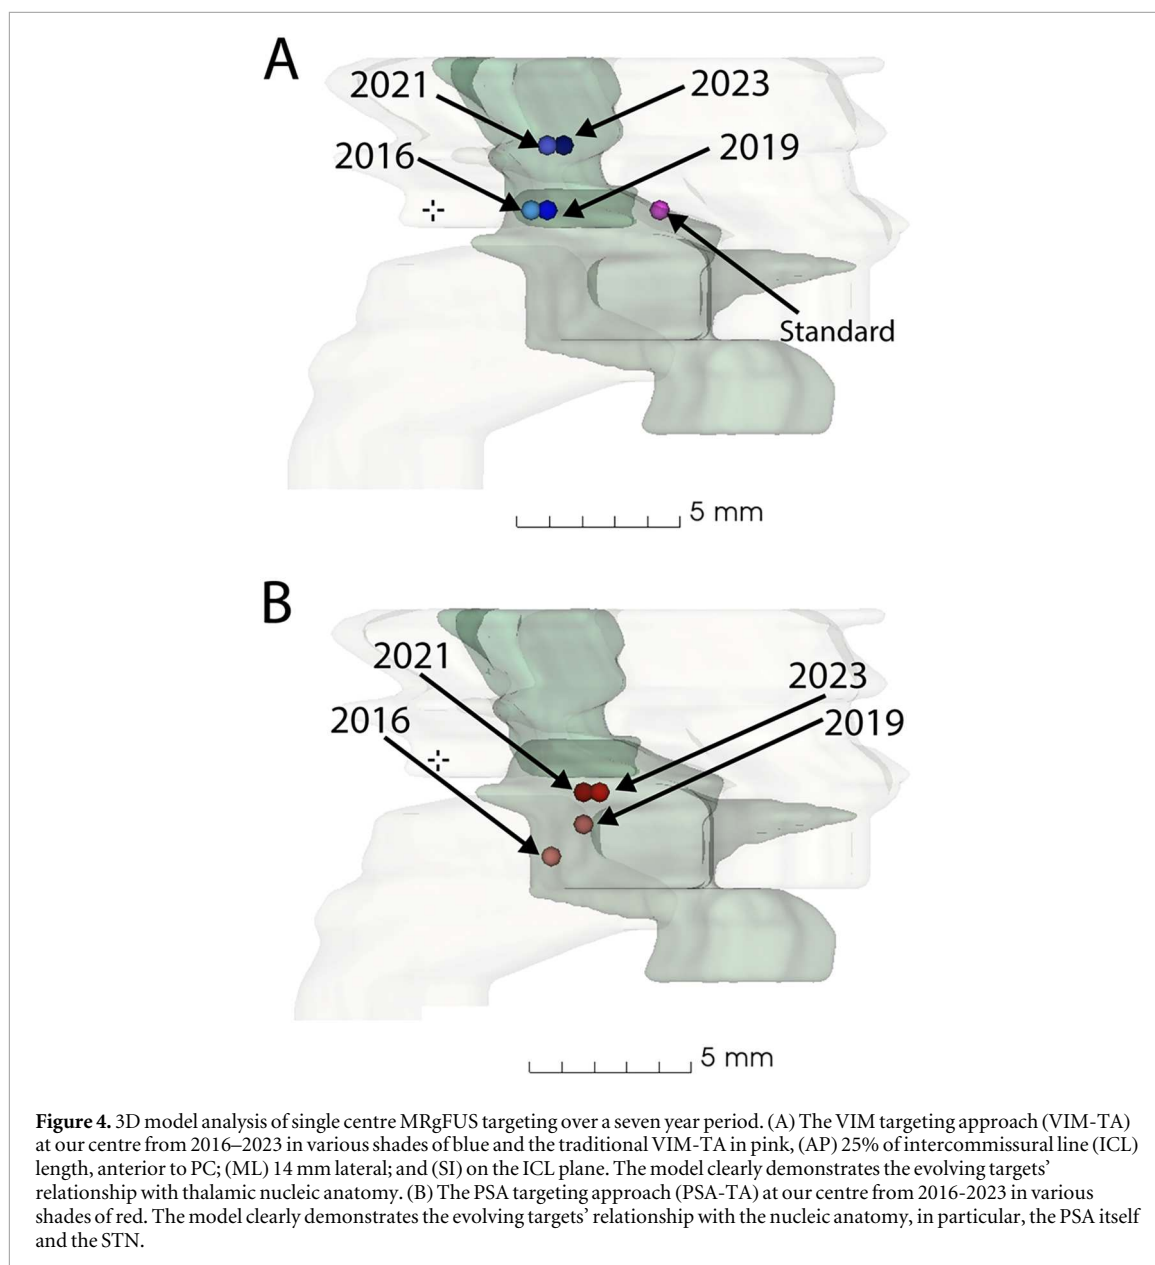 A
2021
2023
2016
2019
Standard
5 mm
B
2021
2023
2016
2019
5 mm
Figure 4. 3D model analysis of single centre MRgFUS targeting over a seven year period. (A) The VIM targeting approach (VIM-TA)
at our centre from 2016–2023 in various shades of blue and the traditional VIM-TA in pink, (AP) 25% of intercommissural line (ICL)
length, anterior to PC; (ML) 14 mm lateral; and (SI) on the ICL plane. The model clearly demonstrates the evolving targets'
relationship with thalamic nucleic anatomy. (B) The PSA targeting approach (PSA-TA) at our centre from 2016-2023 in various
shades of red. The model clearly demonstrates the evolving targets' relationship with the nucleic anatomy, in particular, the PSA itself
and the STN.